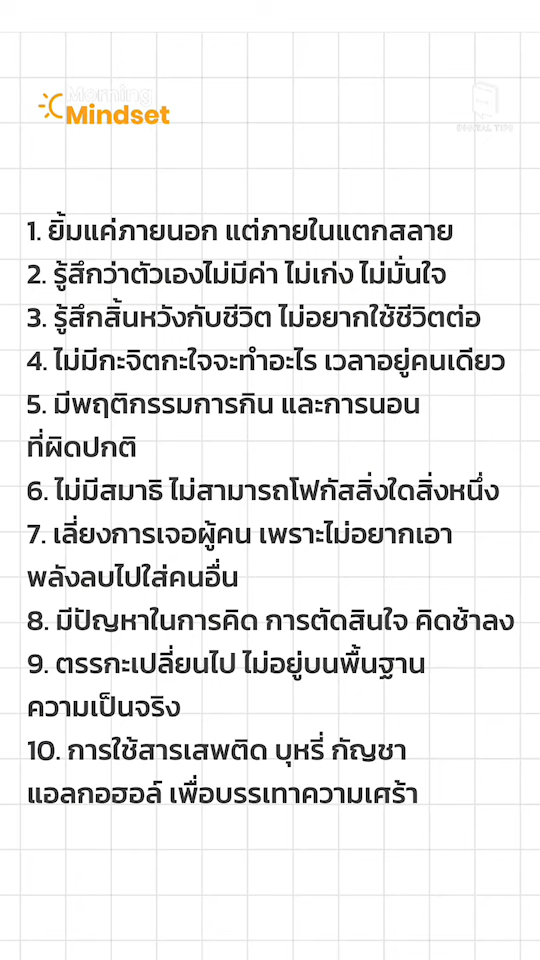 Morning
Mindset
DIGITAL TIPS
1. ยิ้มแค่ภายนอก แต่ภายในแตกสลาย
2. รู้สึกว่าตัวเองไม่มีค่า ไม่เก่ง ไม่มั่นใจ
3. รู้สึกสิ้นหวังกับชีวิต ไม่อยากใช้ชีวิตต่อ
4. ไม่มีกะจิตกะใจจะทำอะไร เวลาอยู่คนเดียว
5. มีพฤติกรรมการกิน และการนอน
ที่ผิดปกติ
6. ไม่มีสมาธิ ไม่สามารถโฟกัสสิ่งใดสิ่งหนึ่ง
7. เลี่ยงการเจอผู้คน เพราะไม่อยากเอา
พลังลบไปใส่คนอื่น
8. มีปัญหาในการคิด การตัดสินใจ คิดช้าลง
9. ตรรกะเปลี่ยนไป ไม่อยู่บนพื้นฐาน
ความเป็นจริง
10. การใช้สารเสพติด บุหรี่ กัญชา
แอลกอฮอล์ เพื่อบรรเทาความเศร้า